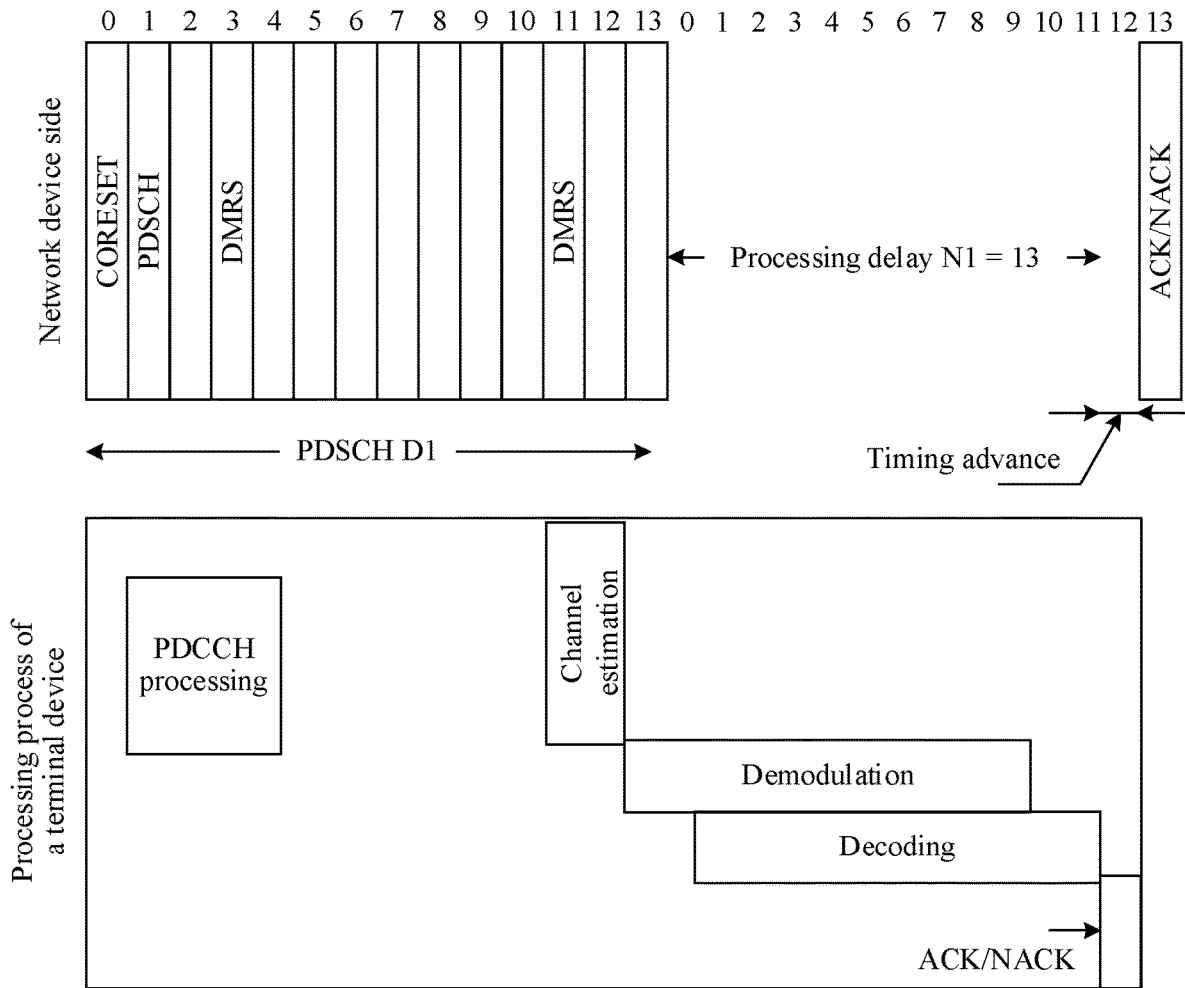 0 1 2 3 4 5 6 7 8 9 10 11 12 13 0 1 2 3 4 5 6 7 8 9 10 11 12 13
Network device side
CORESET
PDSCH
DMRS
DMRS
Processing delay N1 = 13
ACK/NACK
PDSCH D1
Timing advance
Processing process of
a terminal device
PDCCH
processing
Channel
estimation
Demodulation
Decoding
ACK/NACK